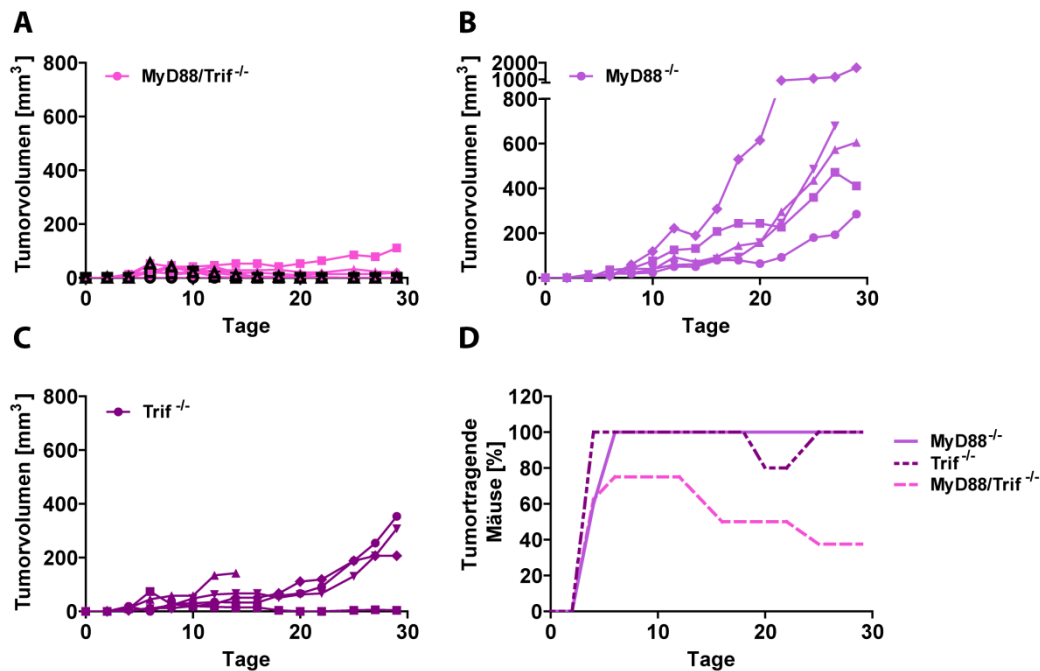 A
Tumorvolumen [mm³]
800
600
400
200
0
MyD88/Trif⁻/⁻
0 10 20 30
Tage
B
Tumorvolumen [mm³]
2000
1000
800
600
400
200
0
MyD88⁻/⁻
0 10 20 30
Tage
C
Tumorvolumen [mm³]
800
600
400
200
0
Trif⁻/⁻
0 10 20 30
Tage
D
Tumortragende
Mäuse [%]
120
100
80
60
40
20
0
0 10 20 30
Tage
MyD88⁻/⁻
Trif⁻/⁻
MyD88/Trif⁻/⁻